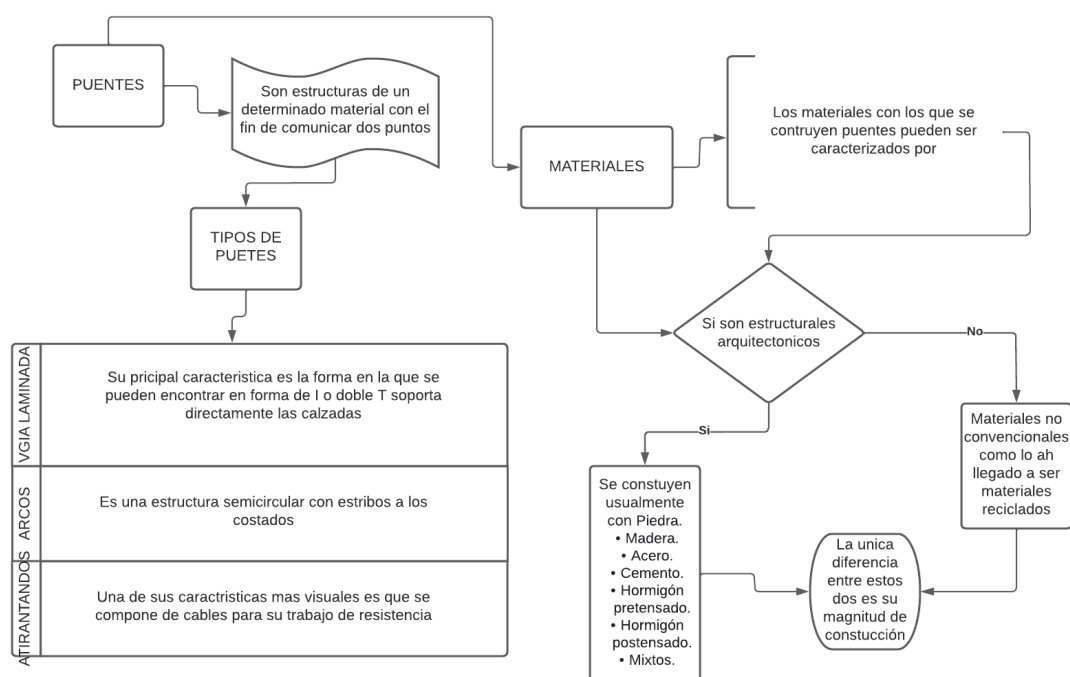 PUENTES
Son estructuras de un
determinado material con el
fin de comunicar dos puntos
TIPOS DE
PUETES
VGIA LAMINADA
Su pricipal caracteristica es la forma en la que se
pueden encontrar en forma de I o doble T soporta
directamente las calzadas
ARCOS
Es una estructura semicircular con estribos a los
costados
ATIRANTANDOS
Una de sus caractristicas mas visuales es que se
compone de cables para su trabajo de resistencia
MATERIALES
Los materiales con los que se
contruyen puentes pueden ser
caracterizados por
Si son estructurales
arquitectonicos
Si
No
Se constuyen
usualmente
con Piedra.
• Madera.
• Acero.
• Cemento.
• Hormigón
pretensado.
• Hormigón
postensado.
• Mixtos.
Materiales no
convencionales
como lo ah
llegado a ser
materiales
reciclados
La unica
diferencia
entre estos
dos es su
magnitud de
constucción